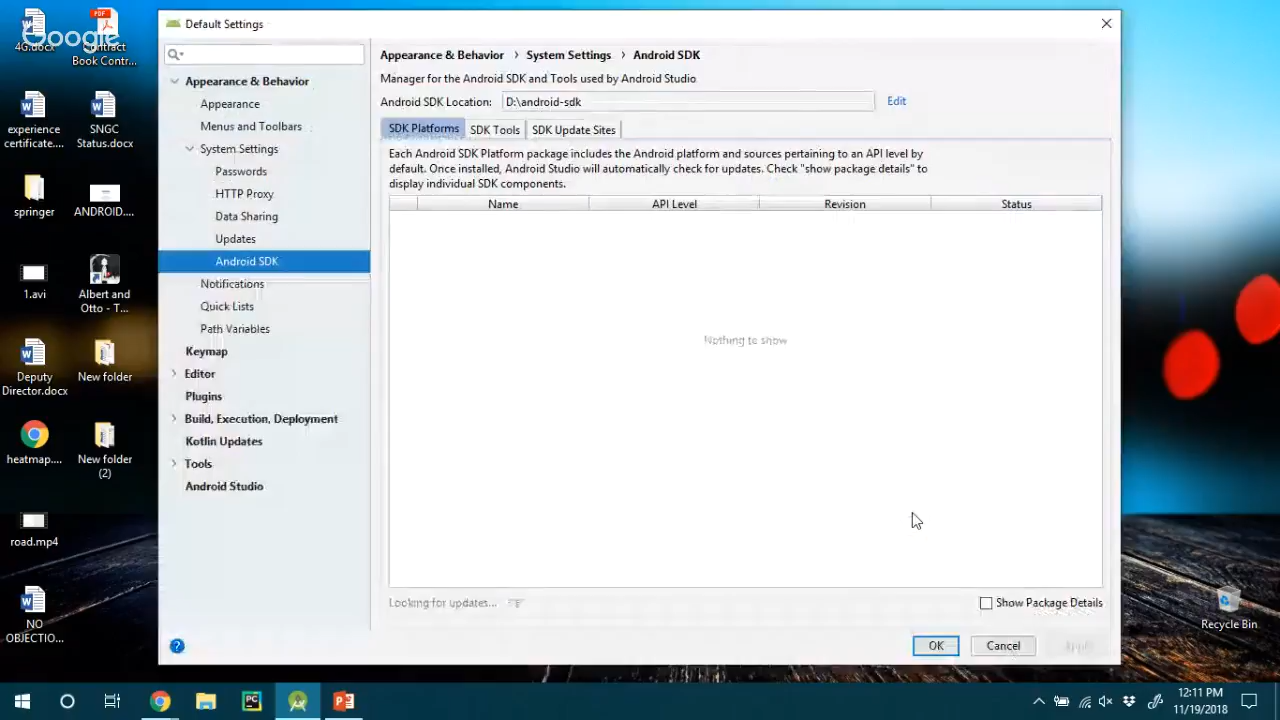 4G.docx
Contract
Book Contr...
Google
experience
certificate....
SNGC
Status.docx
springer
ANDROID....
1.avi
Albert and
Otto - T...
Deputy
Director.docx
New folder
heatmap....
New folder
(2)
road.mp4
NO
OBJECTIO...
Default Settings
Appearance & Behavior
Appearance
Menus and Toolbars
System Settings
Passwords
HTTP Proxy
Data Sharing
Updates
Android SDK
Notifications
Quick Lists
Path Variables
Keymap
Editor
Plugins
Build, Execution, Deployment
Kotlin Updates
Tools
Android Studio
Appearance & Behavior > System Settings > Android SDK
Manager for the Android SDK and Tools used by Android Studio
Android SDK Location: D:\android-sdk Edit
SDK Platforms SDK Tools SDK Update Sites
Each Android SDK Platform package includes the Android platform and sources pertaining to an API level by
default. Once installed, Android Studio will automatically check for updates. Check "show package details" to
display individual SDK components.
Name API Level Revision Status
Nothing to show
Looking for updates...
Show Package Details
OK Cancel Apply
Recycle Bin
PC
12:11 PM
11/19/2018